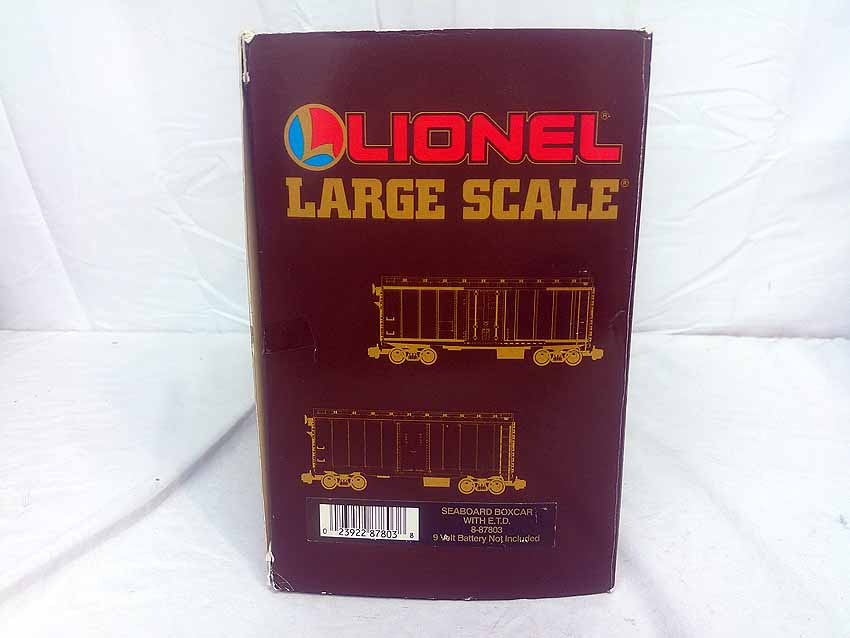 L LIONEL®
LARGE SCALE®
SEABOARD BOXCAR
WITH E.T.D.
8-87803
9 Volt Battery Not Included
0 23922 87803 8